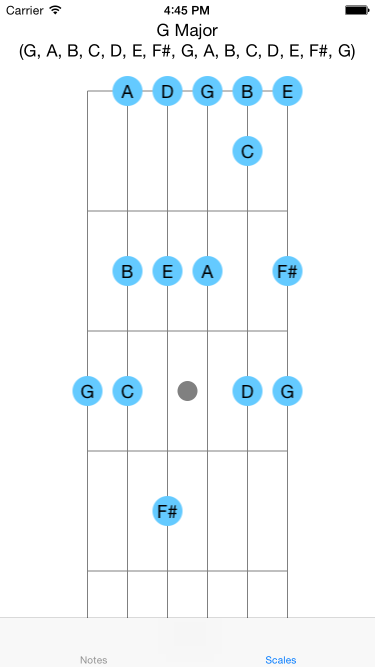 Carrier 4:45 PM
G Major
(G, A, B, C, D, E, F#, G, A, B, C, D, E, F#, G)
A D G B E
C
B E A F#
G C D G
F#
Notes Scales